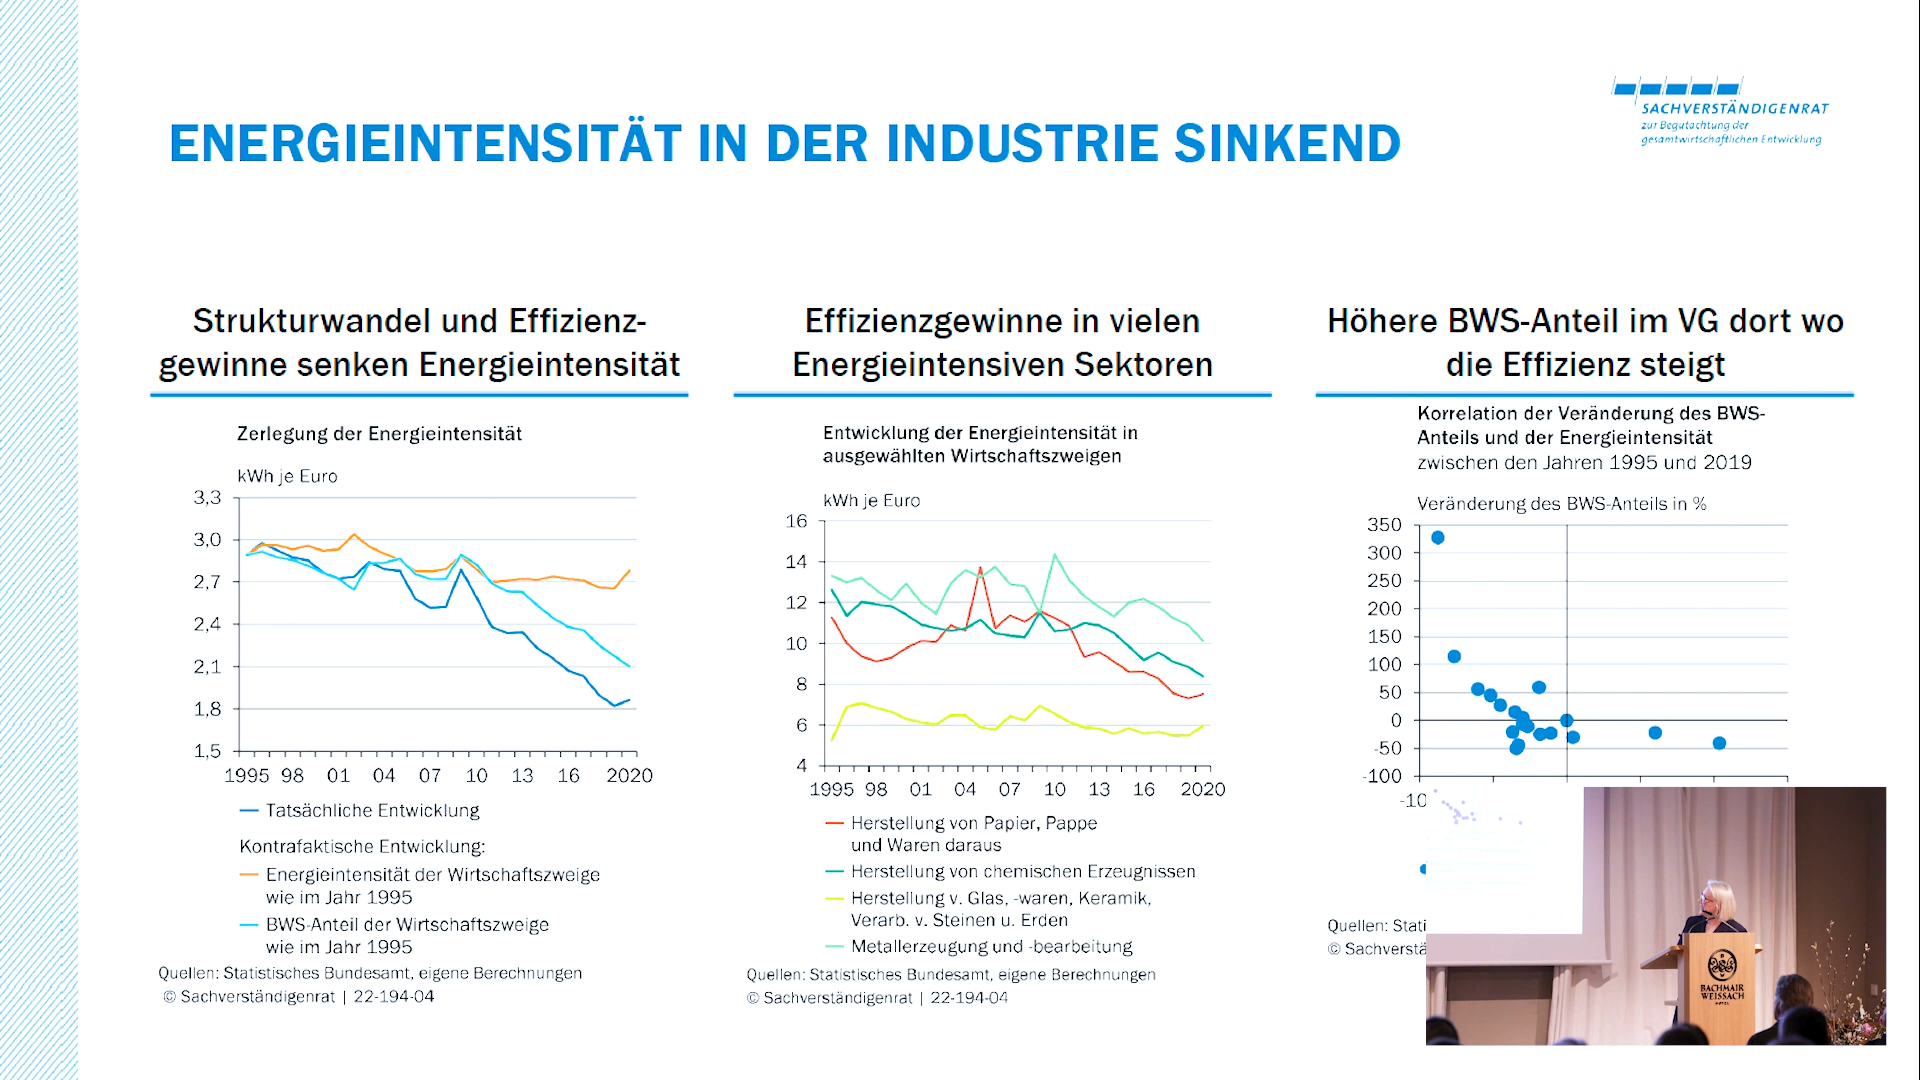 SACHVERSTÄNDIGENRAT
zur Begutachtung der
gesamtwirtschaftlichen Entwicklung
ENERGIEINTENSITÄT IN DER INDUSTRIE SINKEND
Strukturwandel und Effizienz-
gewinne senken Energieintensität
Zerlegung der Energieintensität
kWh je Euro
3,3
3,0
2,7
2,4
2,1
1,8
1,5
1995 98 01 04 07 10 13 16 2020
Tatsächliche Entwicklung
Kontrafaktische Entwicklung:
Energieintensität der Wirtschaftszweige
wie im Jahr 1995
BWS-Anteil der Wirtschaftszweige
wie im Jahr 1995
Quellen: Statistisches Bundesamt, eigene Berechnungen
© Sachverständigenrat | 22-194-04
Effizienzgewinne in vielen
Energieintensiven Sektoren
Entwicklung der Energieintensität in
ausgewählten Wirtschaftszweigen
kWh je Euro
16
14
12
10
8
6
4
1995 98 01 04 07 10 13 16 2020
Herstellung von Papier, Pappe
und Waren daraus
Herstellung von chemischen Erzeugnissen
Herstellung v. Glas, -waren, Keramik,
Verarb. v. Steinen u. Erden
Metallerzeugung und -bearbeitung
Quellen: Statistisches Bundesamt, eigene Berechnungen
© Sachverständigenrat | 22-194-04
Höhere BWS-Anteil im VG dort wo
die Effizienz steigt
Korrelation der Veränderung des BWS-
Anteils und der Energieintensität
zwischen den Jahren 1995 und 2019
Veränderung des BWS-Anteils in %
350
300
250
200
150
100
50
0
-50
-100
-10
Quellen: Stati
© Sachverstä
BACHMAIR
WEISSACH